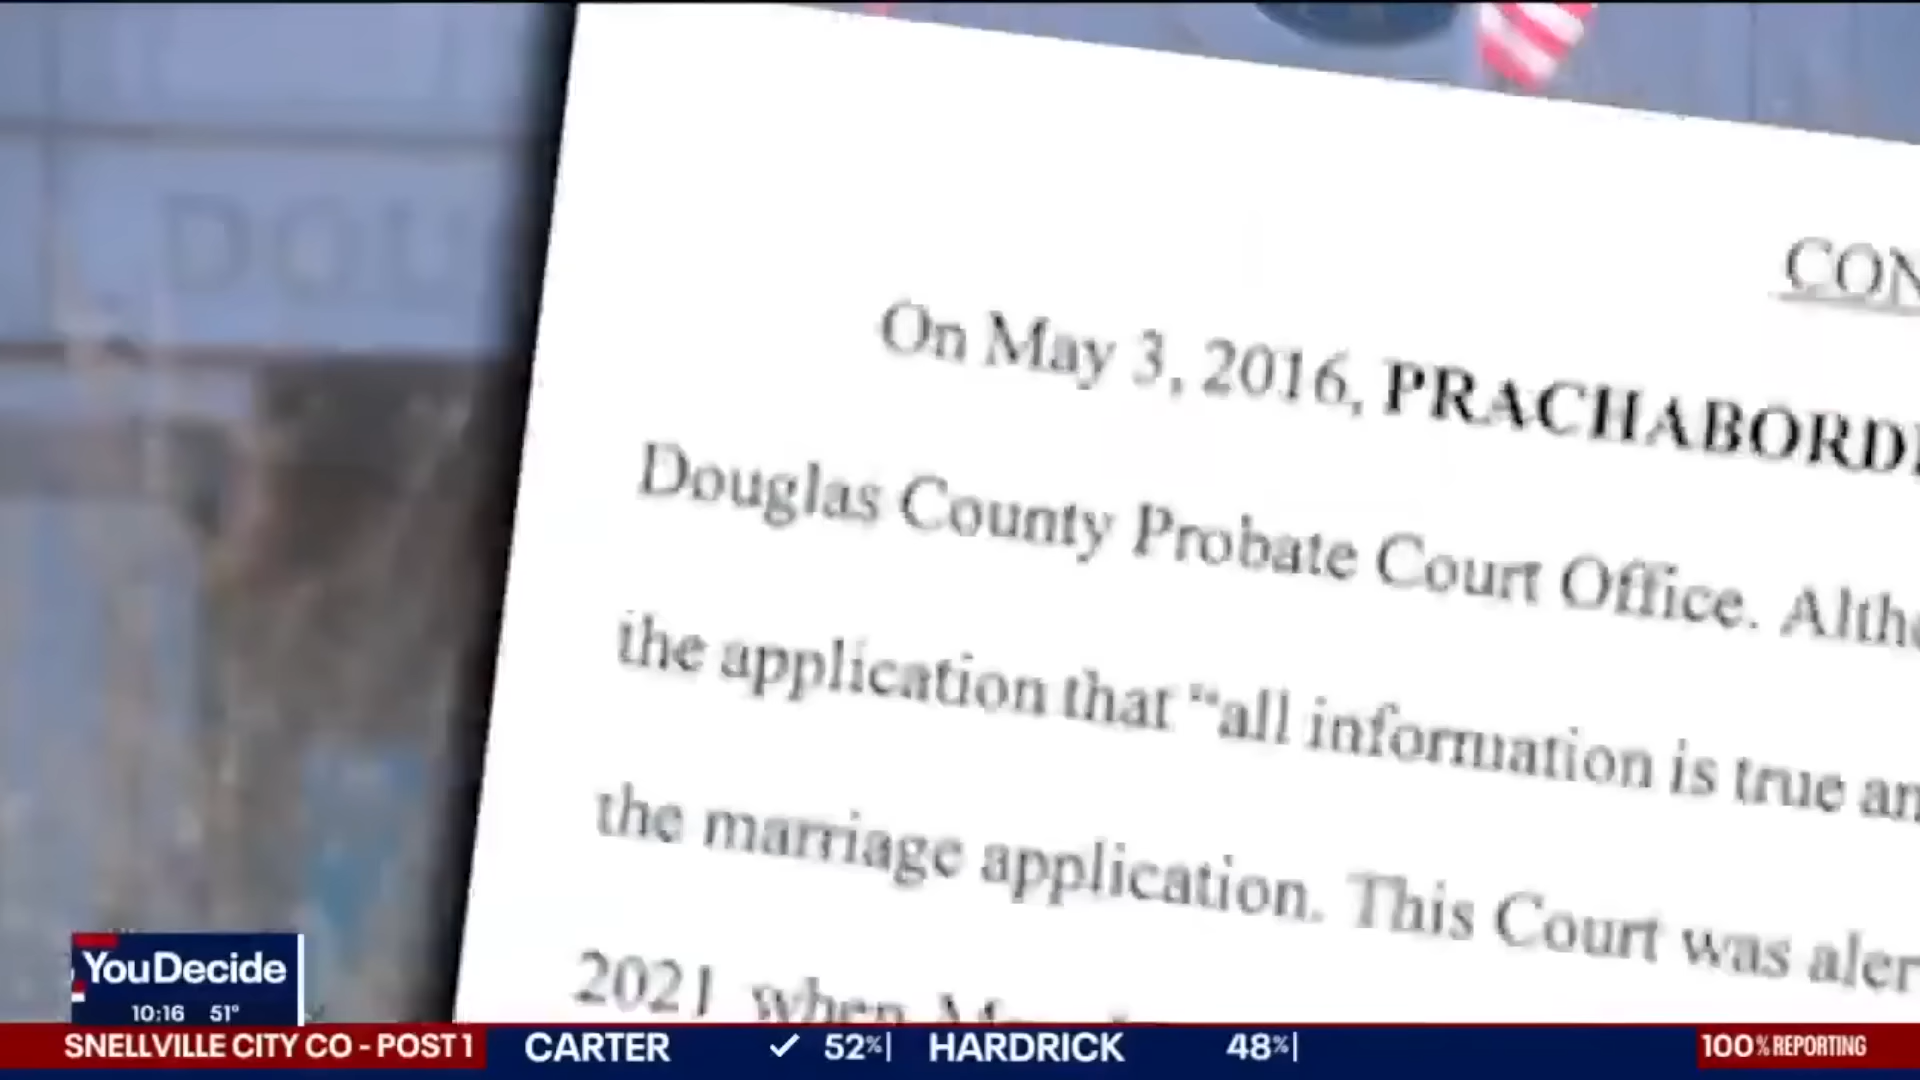 DOU
CON
On May 3, 2016, PRACHABORD
Douglas County Probate Court Office. Altho
the application that “all information is true an
the marriage application. This Court was aler
2021 when
YouDecide
10:16 51°
SNELLVILLE CITY CO - POST 1 CARTER ✓ 52% HARDRICK 48% 100% REPORTING